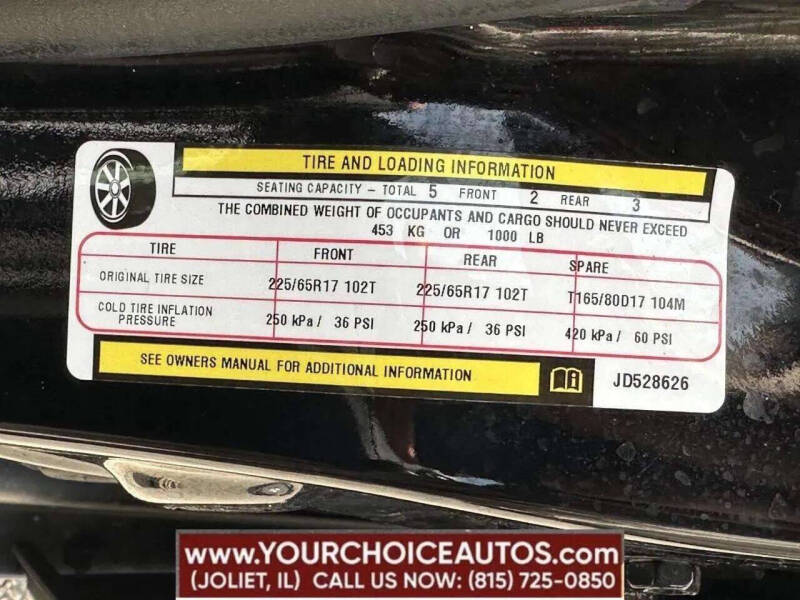 TIRE AND LOADING INFORMATION
SEATING CAPACITY – TOTAL 5 FRONT 2 REAR 3
THE COMBINED WEIGHT OF OCCUPANTS AND CARGO SHOULD NEVER EXCEED
453 KG OR 1000 LB
TIRE FRONT REAR SPARE
ORIGINAL TIRE SIZE 225/65R17 102T 225/65R17 102T T165/80D17 104M
COLD TIRE INFLATION
PRESSURE 250 kPa / 36 PSI 250 kPa / 36 PSI 420 kPa / 60 PSI
SEE OWNERS MANUAL FOR ADDITIONAL INFORMATION
JD528626
www.YOURCHOICEAUTOS.com
(JOLIET, IL) CALL US NOW: (815) 725-0850